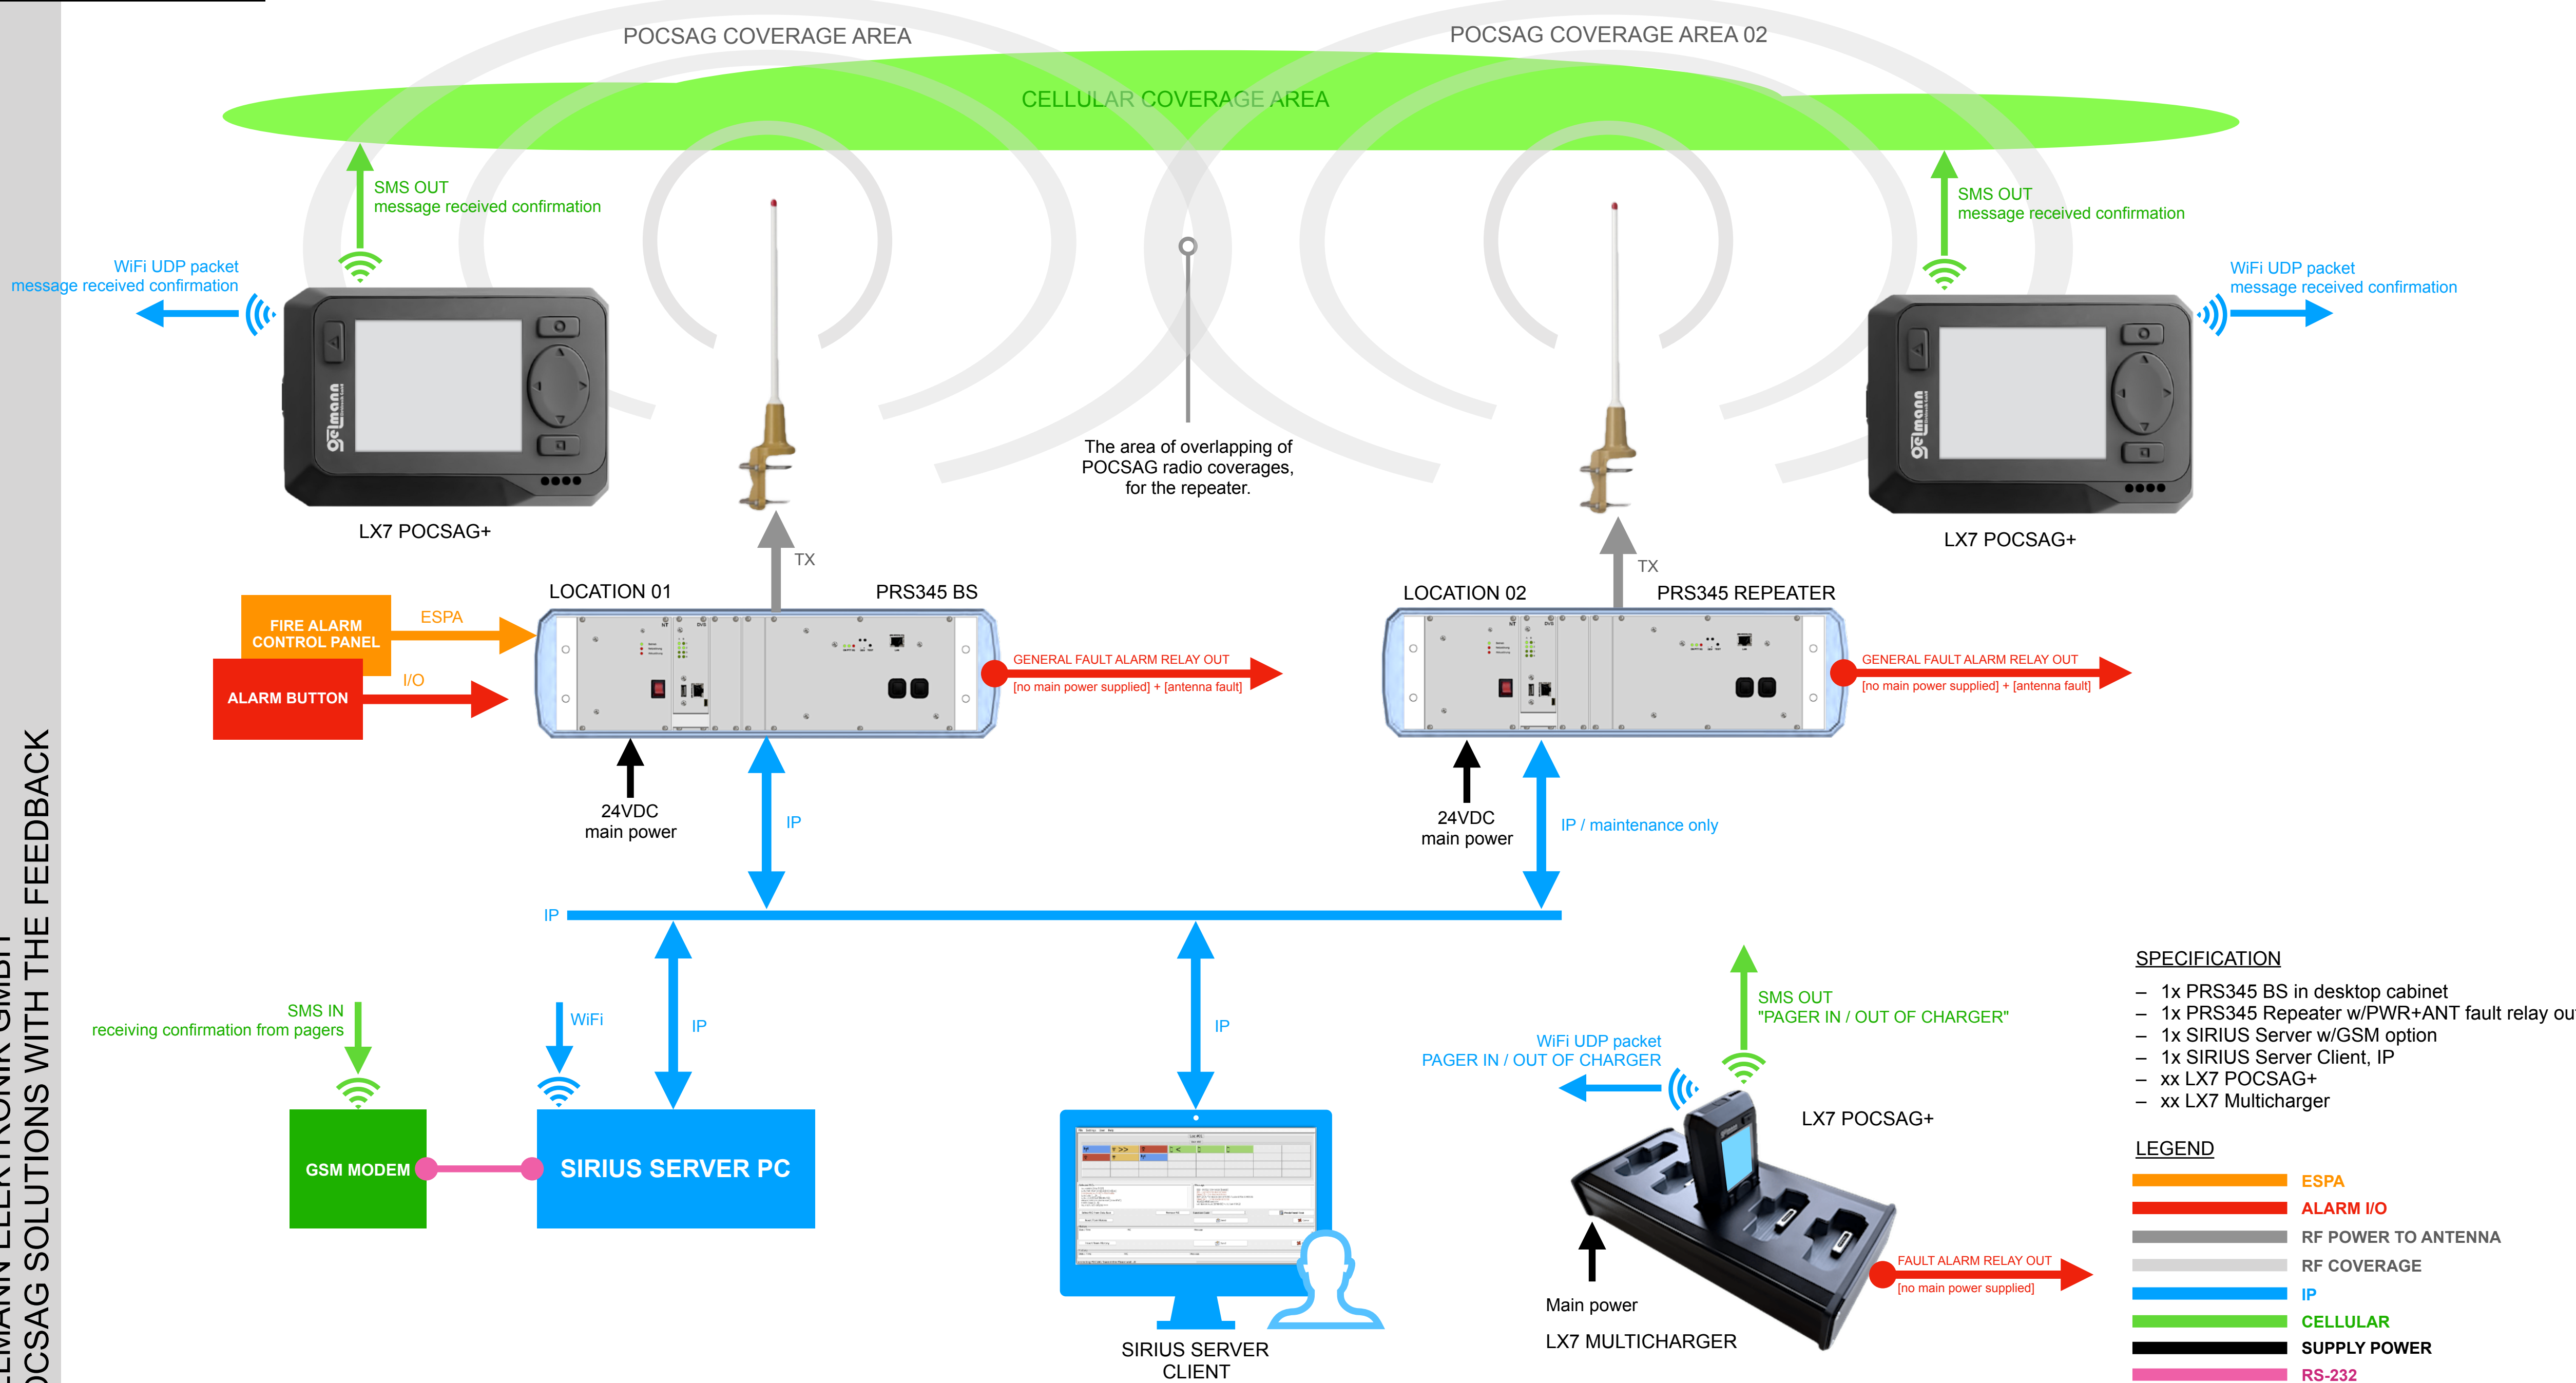 POCSAG COVERAGE AREA
POCSAG COVERAGE AREA 02
CELLULAR COVERAGE AREA
SMS OUT
message received confirmation
WiFi UDP packet
message received confirmation
SMS OUT
message received confirmation
WiFi UDP packet
message received confirmation
gelmann
gelmann
The area of overlapping of
POCSAG radio coverages,
for the repeater.
LX7 POCSAG+
LX7 POCSAG+
TX
TX
LOCATION 01
PRS345 BS
LOCATION 02
PRS345 REPEATER
FIRE ALARM
CONTROL PANEL
ESPA
ALARM BUTTON
I/O
GENERAL FAULT ALARM RELAY OUT
[no main power supplied] + [antenna fault]
GENERAL FAULT ALARM RELAY OUT
[no main power supplied] + [antenna fault]
24VDC
main power
IP
24VDC
main power
IP / maintenance only
IP
SMS IN
receiving confirmation from pagers
WiFi
IP
IP
GSM MODEM
SIRIUS SERVER PC
SIRIUS SERVER
CLIENT
SMS OUT
"PAGER IN / OUT OF CHARGER"
WiFi UDP packet
PAGER IN / OUT OF CHARGER
LX7 POCSAG+
Main power
LX7 MULTICHARGER
FAULT ALARM RELAY OUT
[no main power supplied]
SPECIFICATION
– 1x PRS345 BS in desktop cabinet
– 1x PRS345 Repeater w/PWR+ANT fault relay ou
– 1x SIRIUS Server w/GSM option
– 1x SIRIUS Server Client, IP
– xx LX7 POCSAG+
– xx LX7 Multicharger
LEGEND
ESPA
ALARM I/O
RF POWER TO ANTENNA
RF COVERAGE
IP
CELLULAR
SUPPLY POWER
RS-232
ELEKTRONIK GMBH
SOLUTIONS WITH THE FEEDBACK